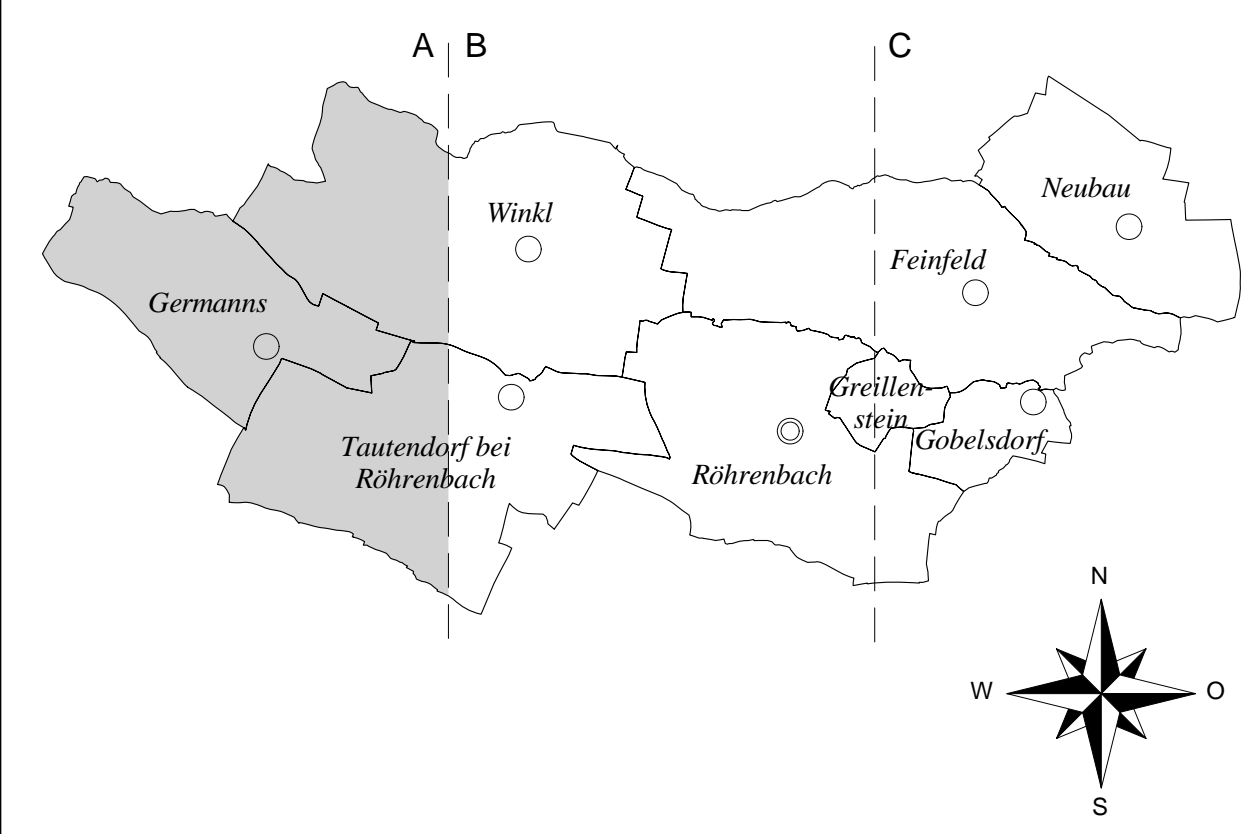 A
B
C
Neubau
Winkl
Feinfeld
Germanns
Greillen-
stein
Gobelsdorf
Tautendorf bei
Röhrenbach
Röhrenbach
N
W
O
S